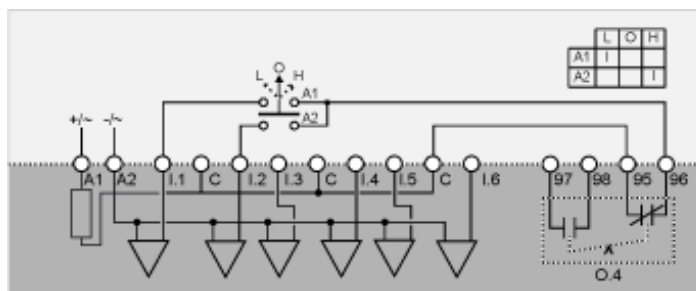 L O H
A1 I
A2 I
O
L H
A1
A2
+/~ -/~
A1 A2 I.1 C I.2 I.3 C I.4 I.5 C I.6 97 98 95 96
O.4